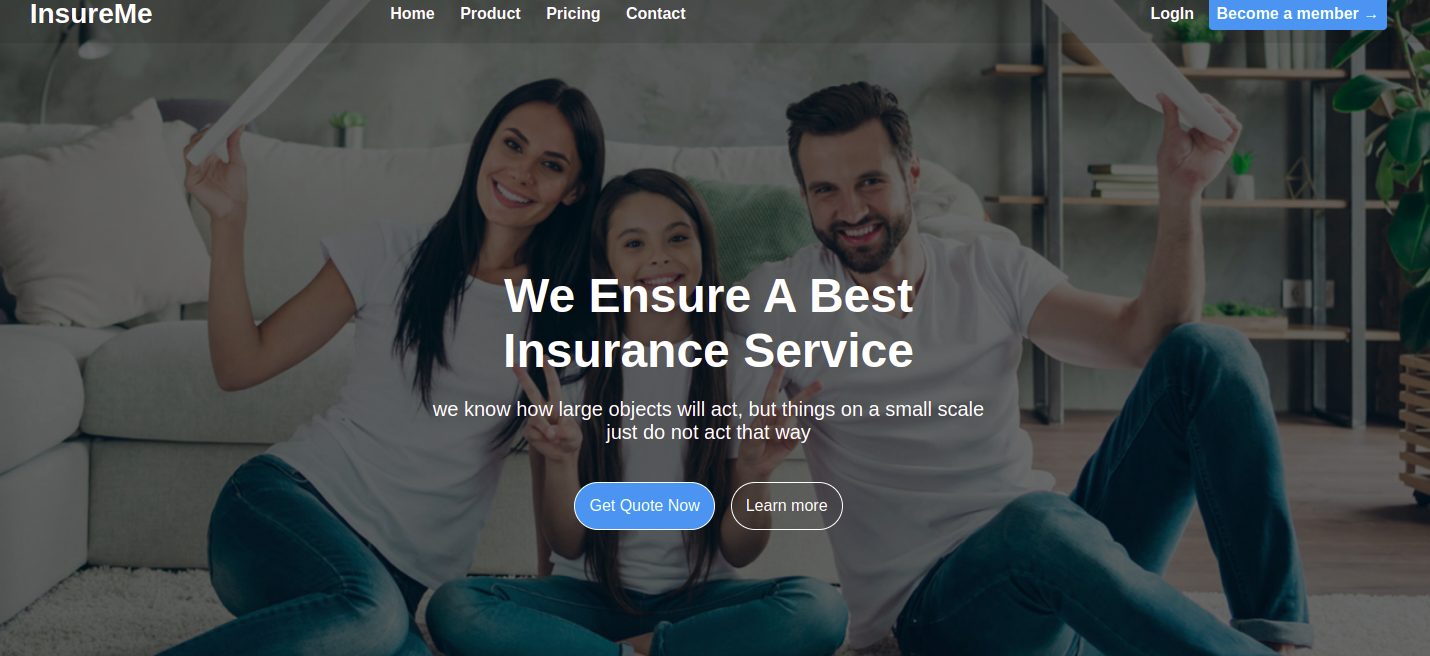 InsureMe
Home Product Pricing Contact
LogIn Become a member →
We Ensure A Best
Insurance Service
we know how large objects will act, but things on a small scale
just do not act that way
Get Quote Now Learn more